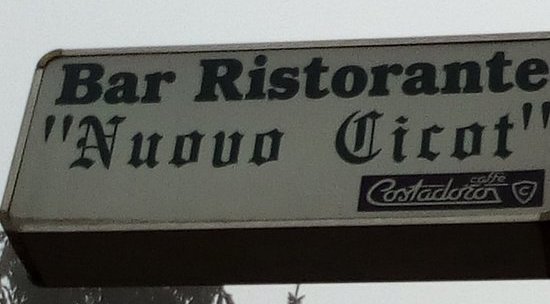 Bar Ristorante
"Nuovo Cicot"
caffè
Costadoro
C